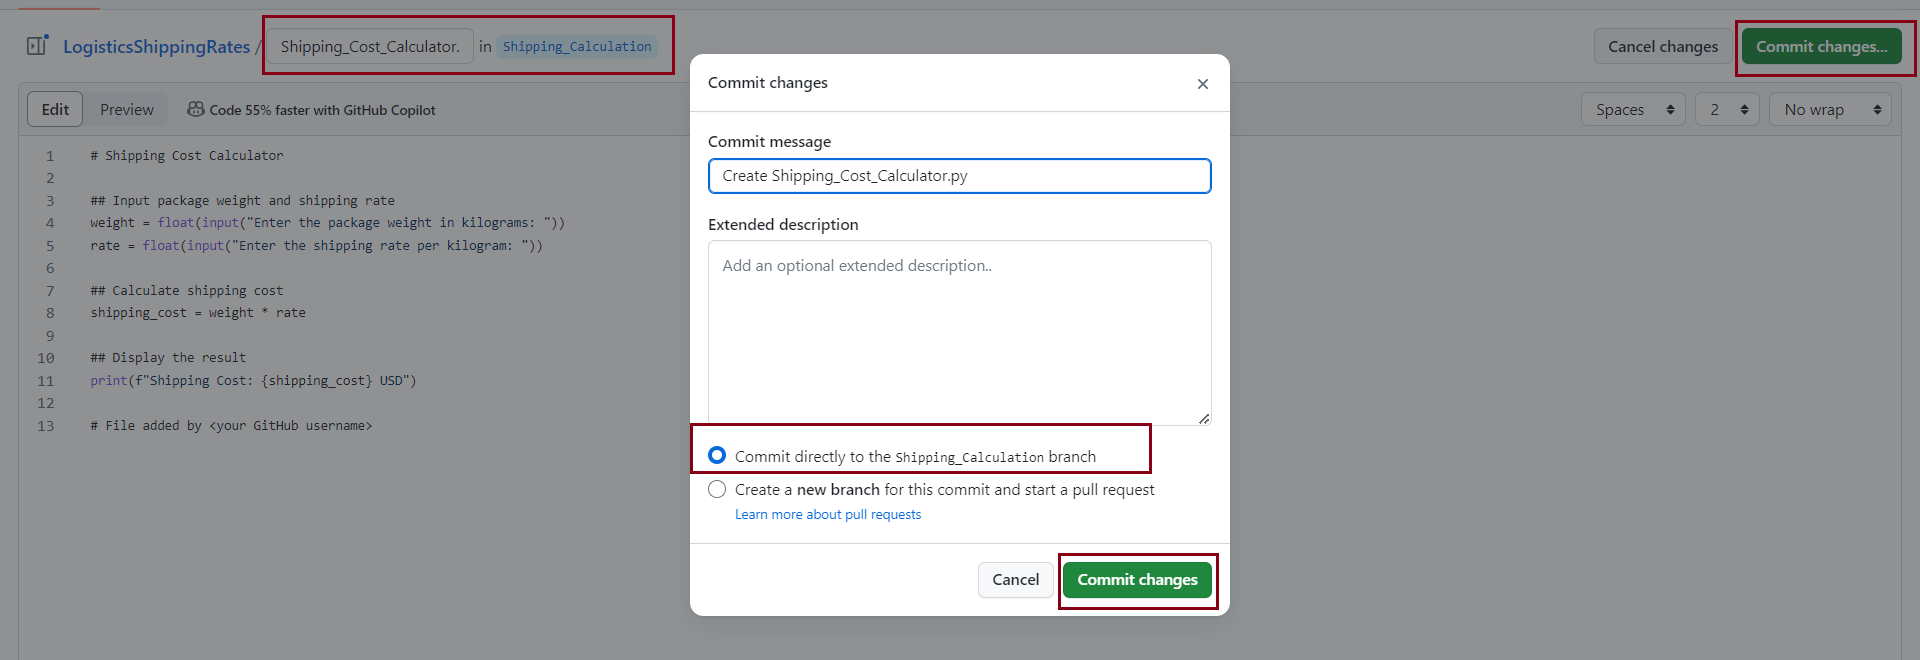 LogisticsShippingRates / Shipping_Cost_Calculator. in Shipping_Calculation
Cancel changes
Commit changes...
Edit Preview Code 55% faster with GitHub Copilot
Spaces 2 No wrap
1 # Shipping Cost Calculator
2
3 ## Input package weight and shipping rate
4 weight = float(input("Enter the package weight in kilograms: "))
5 rate = float(input("Enter the shipping rate per kilogram: "))
6
7 ## Calculate shipping cost
8 shipping_cost = weight * rate
9
10 ## Display the result
11 print(f"Shipping Cost: {shipping_cost} USD")
12
13 # File added by <your GitHub username>
Commit changes
Commit message
Create Shipping_Cost_Calculator.py
Extended description
Add an optional extended description..
Commit directly to the Shipping_Calculation branch
Create a new branch for this commit and start a pull request
Learn more about pull requests
Cancel Commit changes